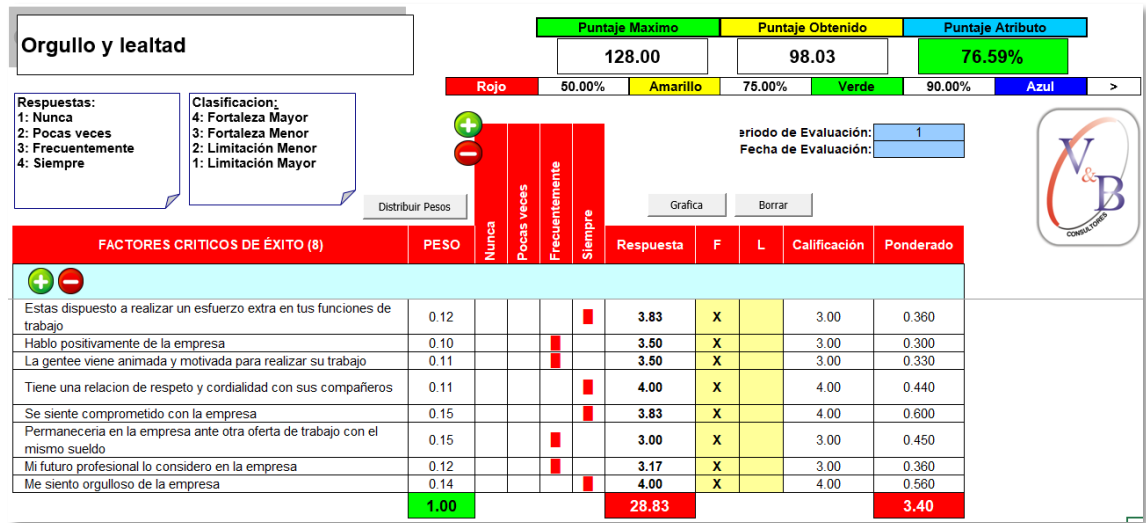 Orgullo y lealtad
Puntaje Maximo Puntaje Obtenido Puntaje Atributo
128.00 98.03 76.59%
Rojo 50.00% Amarillo 75.00% Verde 90.00% Azul >
Respuestas:
1: Nunca
2: Pocas veces
3: Frecuentemente
4: Siempre
Clasificacion:
4: Fortaleza Mayor
3: Fortaleza Menor
2: Limitación Menor
1: Limitación Mayor
eriodo de Evaluación: 1
Fecha de Evaluación:
V&B
CONSULTORES
Distribuir Pesos
Grafica
Borrar
FACTORES CRITICOS DE ÉXITO (8) PESO Nunca Pocas veces Frecuentemente Siempre Respuesta F L Calificación Ponderado
Estas dispuesto a realizar un esfuerzo extra en tus funciones de
trabajo 0.12 3.83 X 3.00 0.360
Hablo positivamente de la empresa 0.10 3.50 X 3.00 0.300
La gentee viene animada y motivada para realizar su trabajo 0.11 3.50 X 3.00 0.330
Tiene una relacion de respeto y cordialidad con sus compañeros 0.11 4.00 X 4.00 0.440
Se siente comprometido con la empresa 0.15 3.83 X 4.00 0.600
Permaneceria en la empresa ante otra oferta de trabajo con el
mismo sueldo 0.15 3.00 X 3.00 0.450
Mi futuro profesional lo considero en la empresa 0.12 3.17 X 3.00 0.360
Me siento orgulloso de la empresa 0.14 4.00 X 4.00 0.560
1.00 28.83 3.40